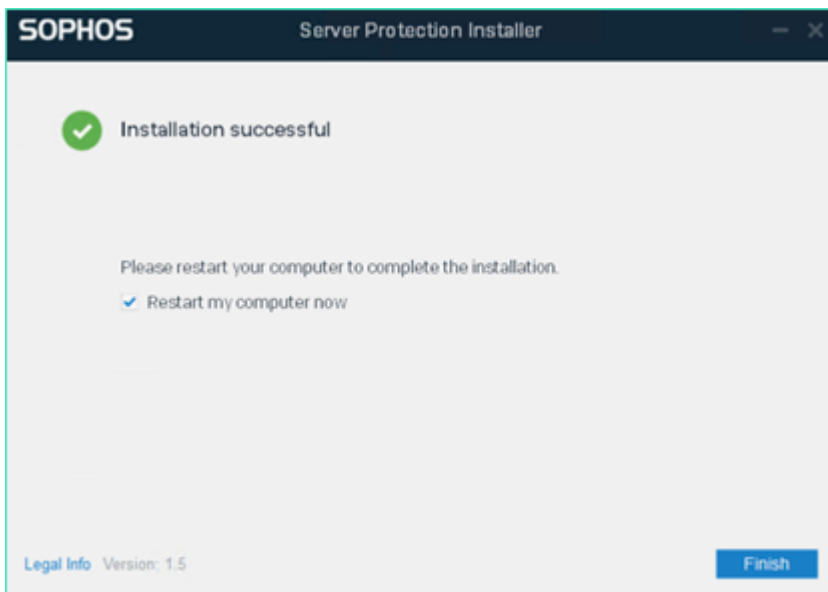 SOPHOS
Server Protection Installer
Installation successful
Please restart your computer to complete the installation.
Restart my computer now
Legal Info Version: 1.5
Finish